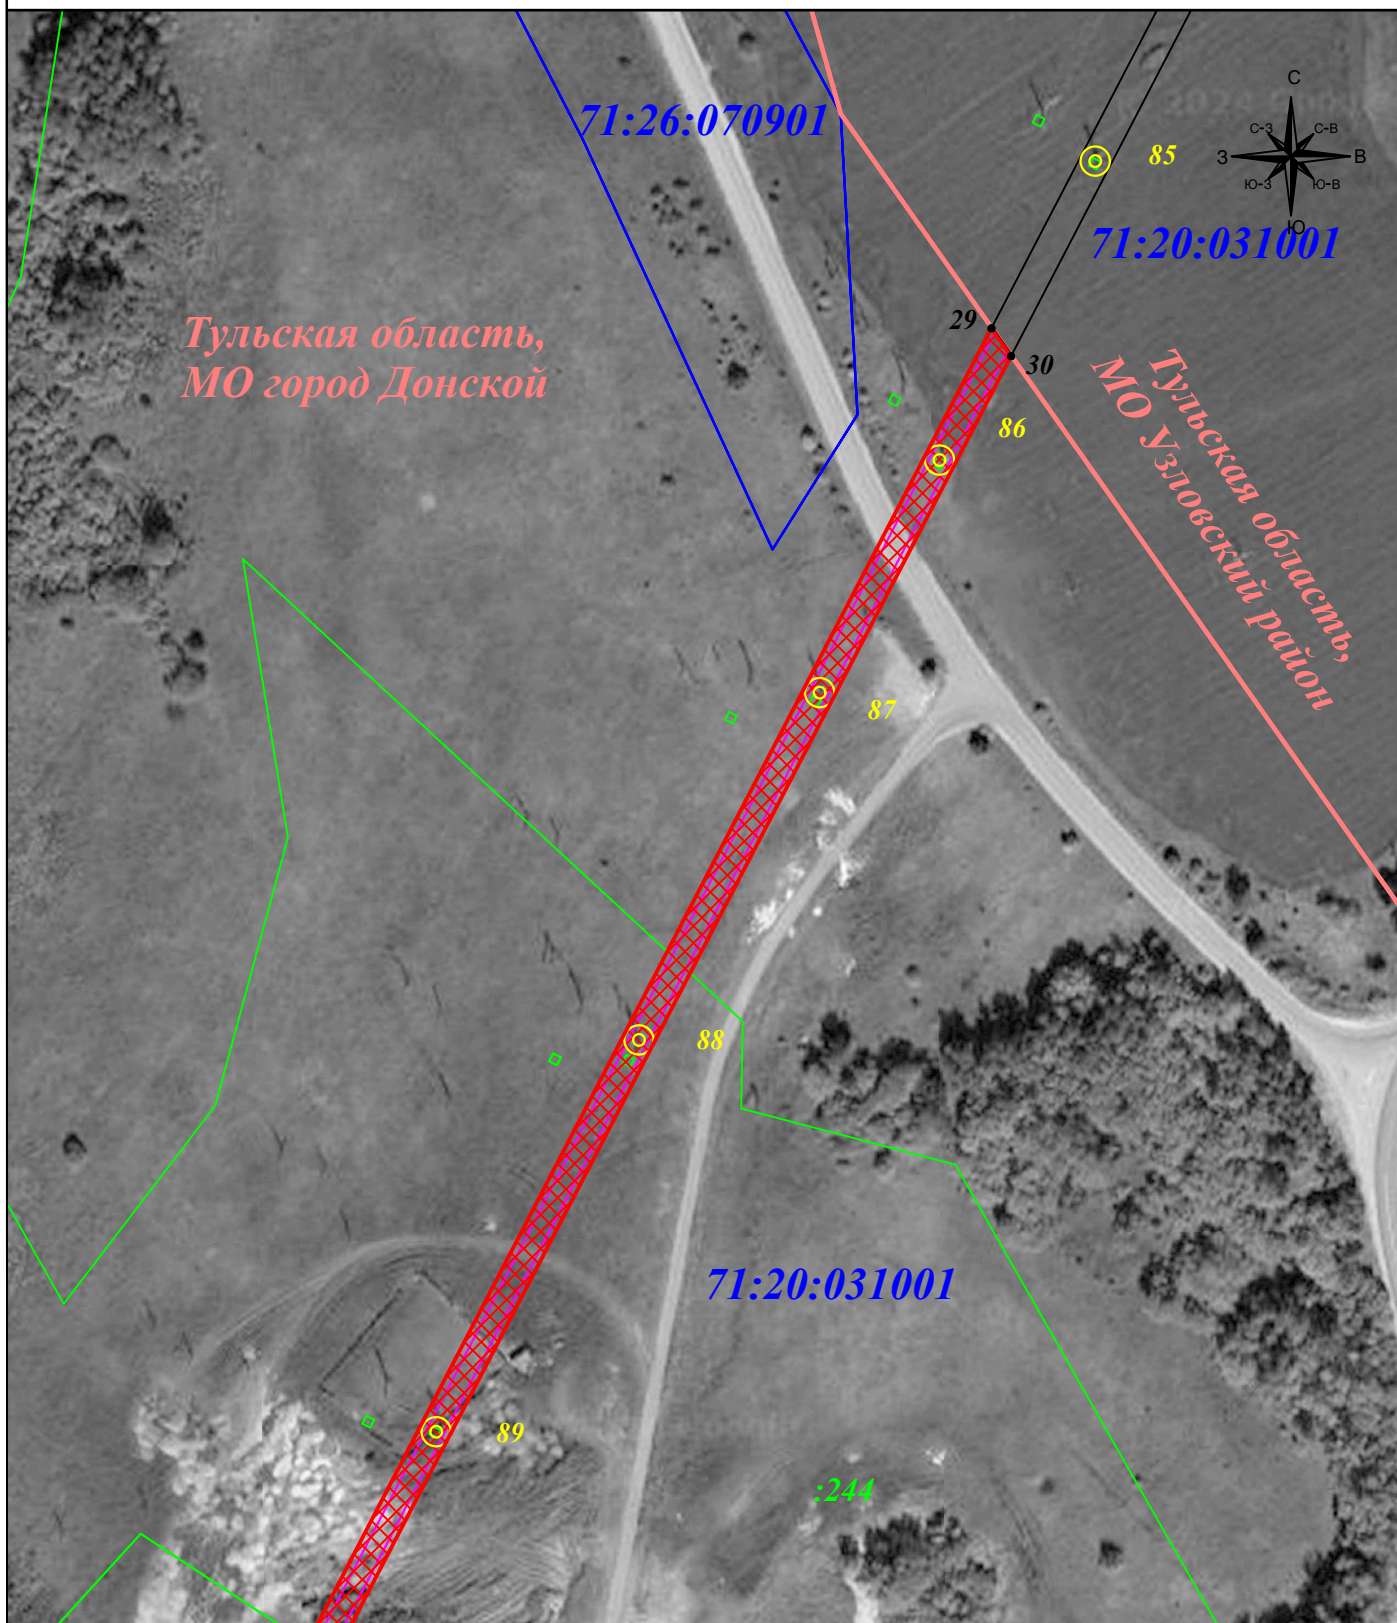 С
С-З
С-В
З
В
Ю-З
Ю-В
Ю
71:26:070901
85
71:20:031001
29
30
Тульская область,
МО город Донской
Тульская область,
МО Узловский район
86
87
88
71:20:031001
89
:244